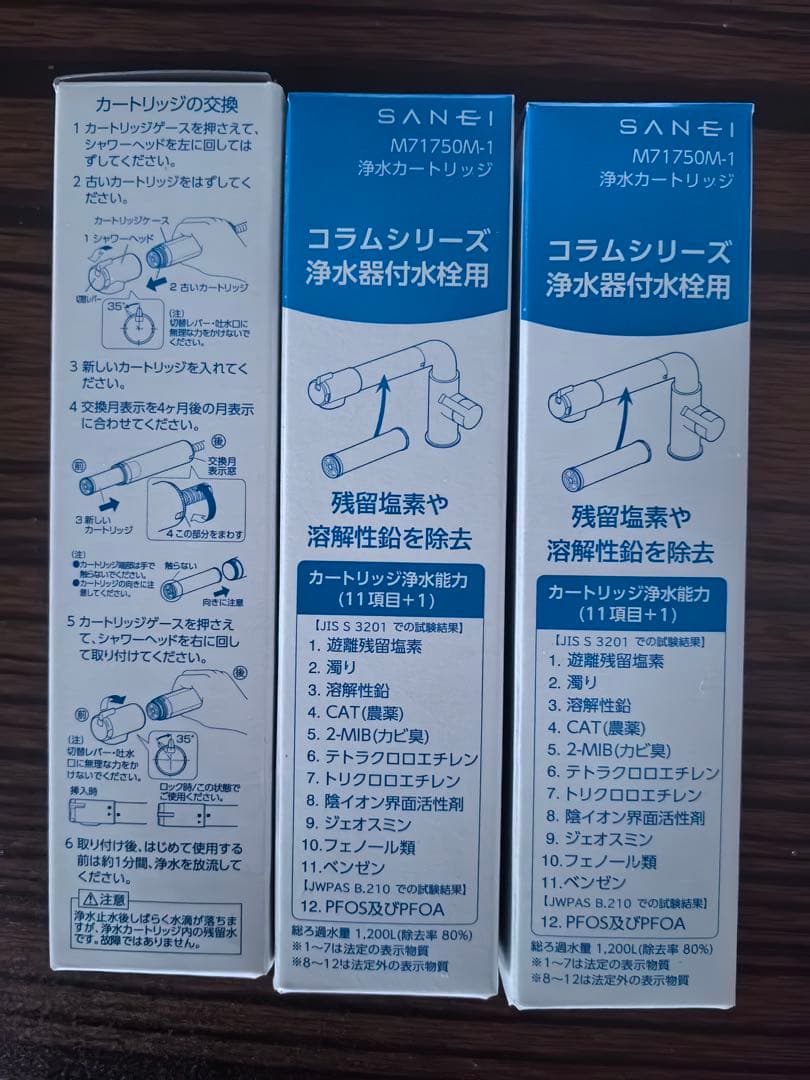 カートリッジの交換
1 カートリッジケースを押さえて、
シャワーヘッドを左に回しては
ずしてください。
2 古いカートリッジをはずしてく
ださい。
カートリッジケース
1 シャワーヘッド
切替レバー
2 古いカートリッジ
35°
(注)
切替レバー・吐水口に
無理な力をかけないで
ください。
3 新しいカートリッジを入れてく
ださい。
4 交換月表示を4ヶ月後の月表示
に合わせてください。
後
前
交換月
表示窓
3 新しい
カートリッジ
4 この部分をまわす
(注)
●カートリッジ端部は手で
触らないでください。
●カートリッジの向きに注
意してください。
触らない
向きに注意
5 カートリッジケースを押さえ
て、シャワーヘッドを右に回し
て取り付けてください。
後
前
35°
(注)
切替レバー・吐水
口に無理な力をか
けないでください。
挿入時
ロック時/この状態で
ご使用ください。
6 取り付け後、はじめて使用する
前は約1分間、浄水を放流して
ください。
⚠注意
浄水止水後しばらく水滴が落ちま
すが、浄水カートリッジ内の残留水
です。故障ではありません。
SANEI
M71750M-1
浄水カートリッジ
コラムシリーズ
浄水器付水栓用
残留塩素や
溶解性鉛を除去
カートリッジ浄水能力
(11項目+1)
【JIS S 3201 での試験結果】
1. 遊離残留塩素
2. 濁り
3. 溶解性鉛
4. CAT(農薬)
5. 2-MIB(カビ臭)
6. テトラクロロエチレン
7. トリクロロエチレン
8. 陰イオン界面活性剤
9. ジェオスミン
10. フェノール類
11. ベンゼン
【JWPAS B.210 での試験結果】
12. PFOS及びPFOA
総ろ過水量 1,200L(除去率 80%)
※1～7は法定の表示物質
※8～12は法定外の表示物質
SANEI
M71750M-1
浄水カートリッジ
コラムシリーズ
浄水器付水栓用
残留塩素や
溶解性鉛を除去
カートリッジ浄水能力
(11項目+1)
【JIS S 3201 での試験結果】
1. 遊離残留塩素
2. 濁り
3. 溶解性鉛
4. CAT(農薬)
5. 2-MIB(カビ臭)
6. テトラクロロエチレン
7. トリクロロエチレン
8. 陰イオン界面活性剤
9. ジェオスミン
10. フェノール類
11. ベンゼン
【JWPAS B.210 での試験結果】
12. PFOS及びPFOA
総ろ過水量 1,200L(除去率 80%)
※1～7は法定の表示物質
※8～12は法定外の表示物質